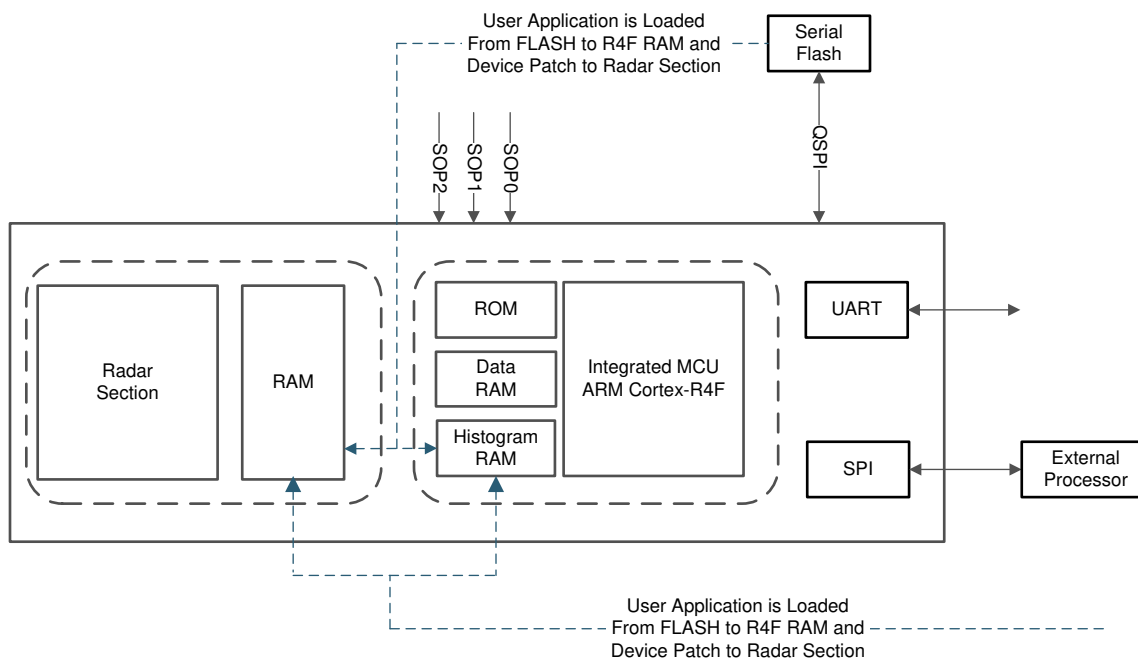 User Application is Loaded
From FLASH to R4F RAM and
Device Patch to Radar Section
Serial
Flash
SOP2
SOP1
SOP0
QSPI
Radar
Section
RAM
ROM
Data
RAM
Histogram
RAM
Integrated MCU
ARM Cortex-R4F
UART
SPI
External
Processor
User Application is Loaded
From FLASH to R4F RAM and
Device Patch to Radar Section